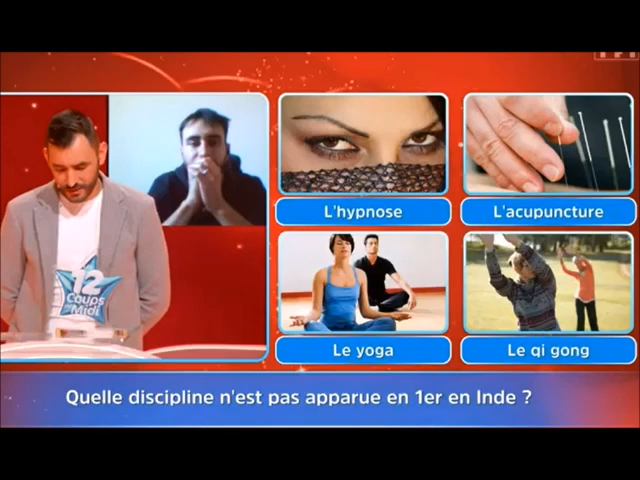 L'hypnose
L'acupuncture
12
Coups
de
Midi
Le yoga
Le qi gong
Quelle discipline n'est pas apparue en 1er en Inde ?